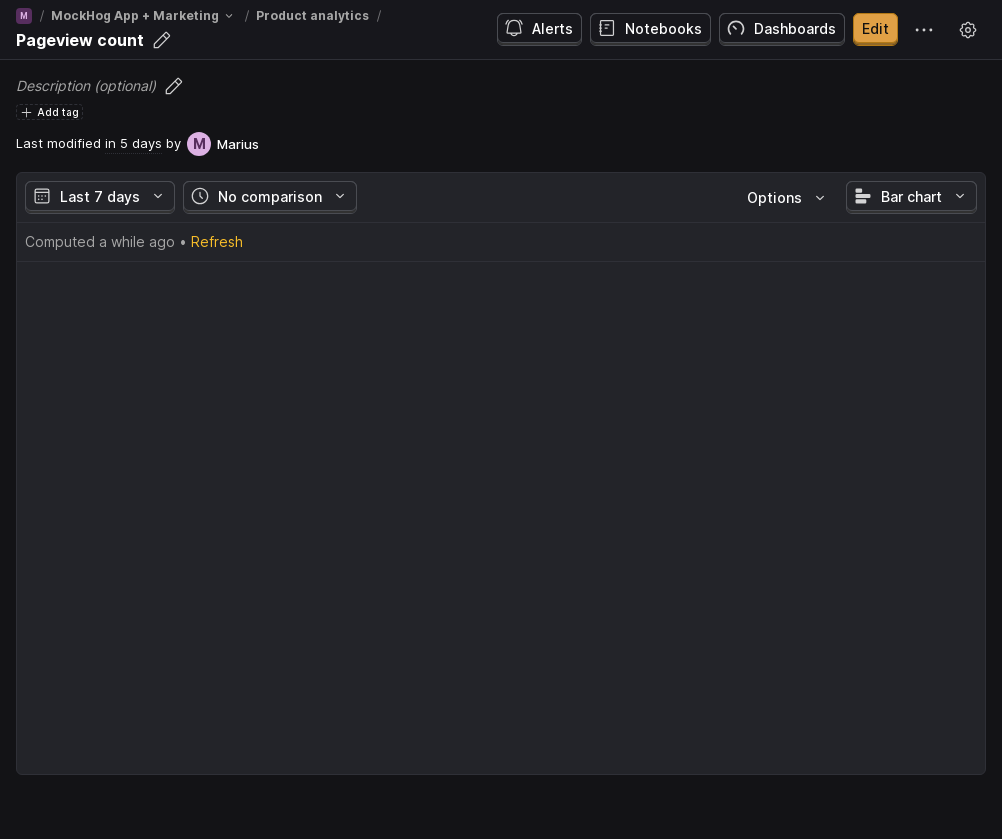 M / MockHog App + Marketing / Product analytics /
Pageview count
Alerts Notebooks Dashboards Edit
Description (optional)
Add tag
Last modified in 5 days by M Marius
Last 7 days No comparison Options Bar chart
Computed a while ago • Refresh